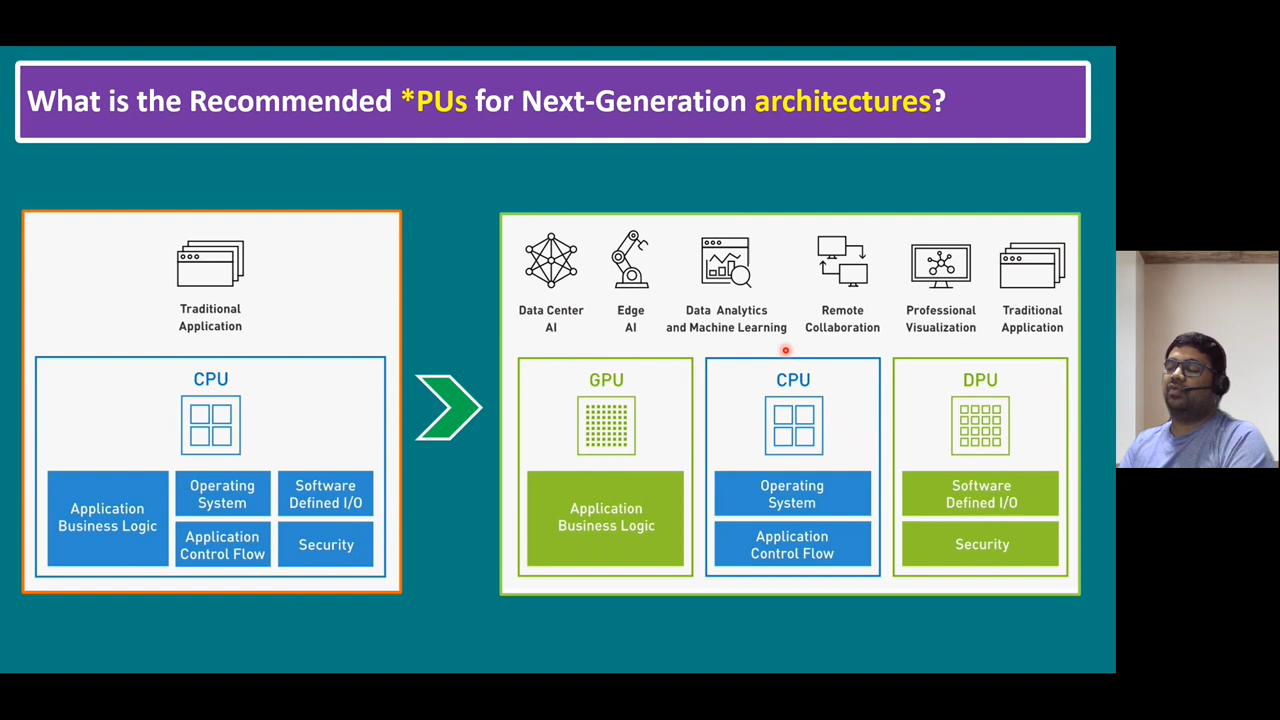 What is the Recommended *PUs for Next-Generation architectures?
Traditional
Application
CPU
Application
Business Logic
Operating
System
Software
Defined I/O
Application
Control Flow
Security
Data Center
AI
Edge
AI
Data Analytics
and Machine Learning
Remote
Collaboration
Professional
Visualization
Traditional
Application
GPU
Application
Business Logic
CPU
Operating
System
Application
Control Flow
DPU
Software
Defined I/O
Security